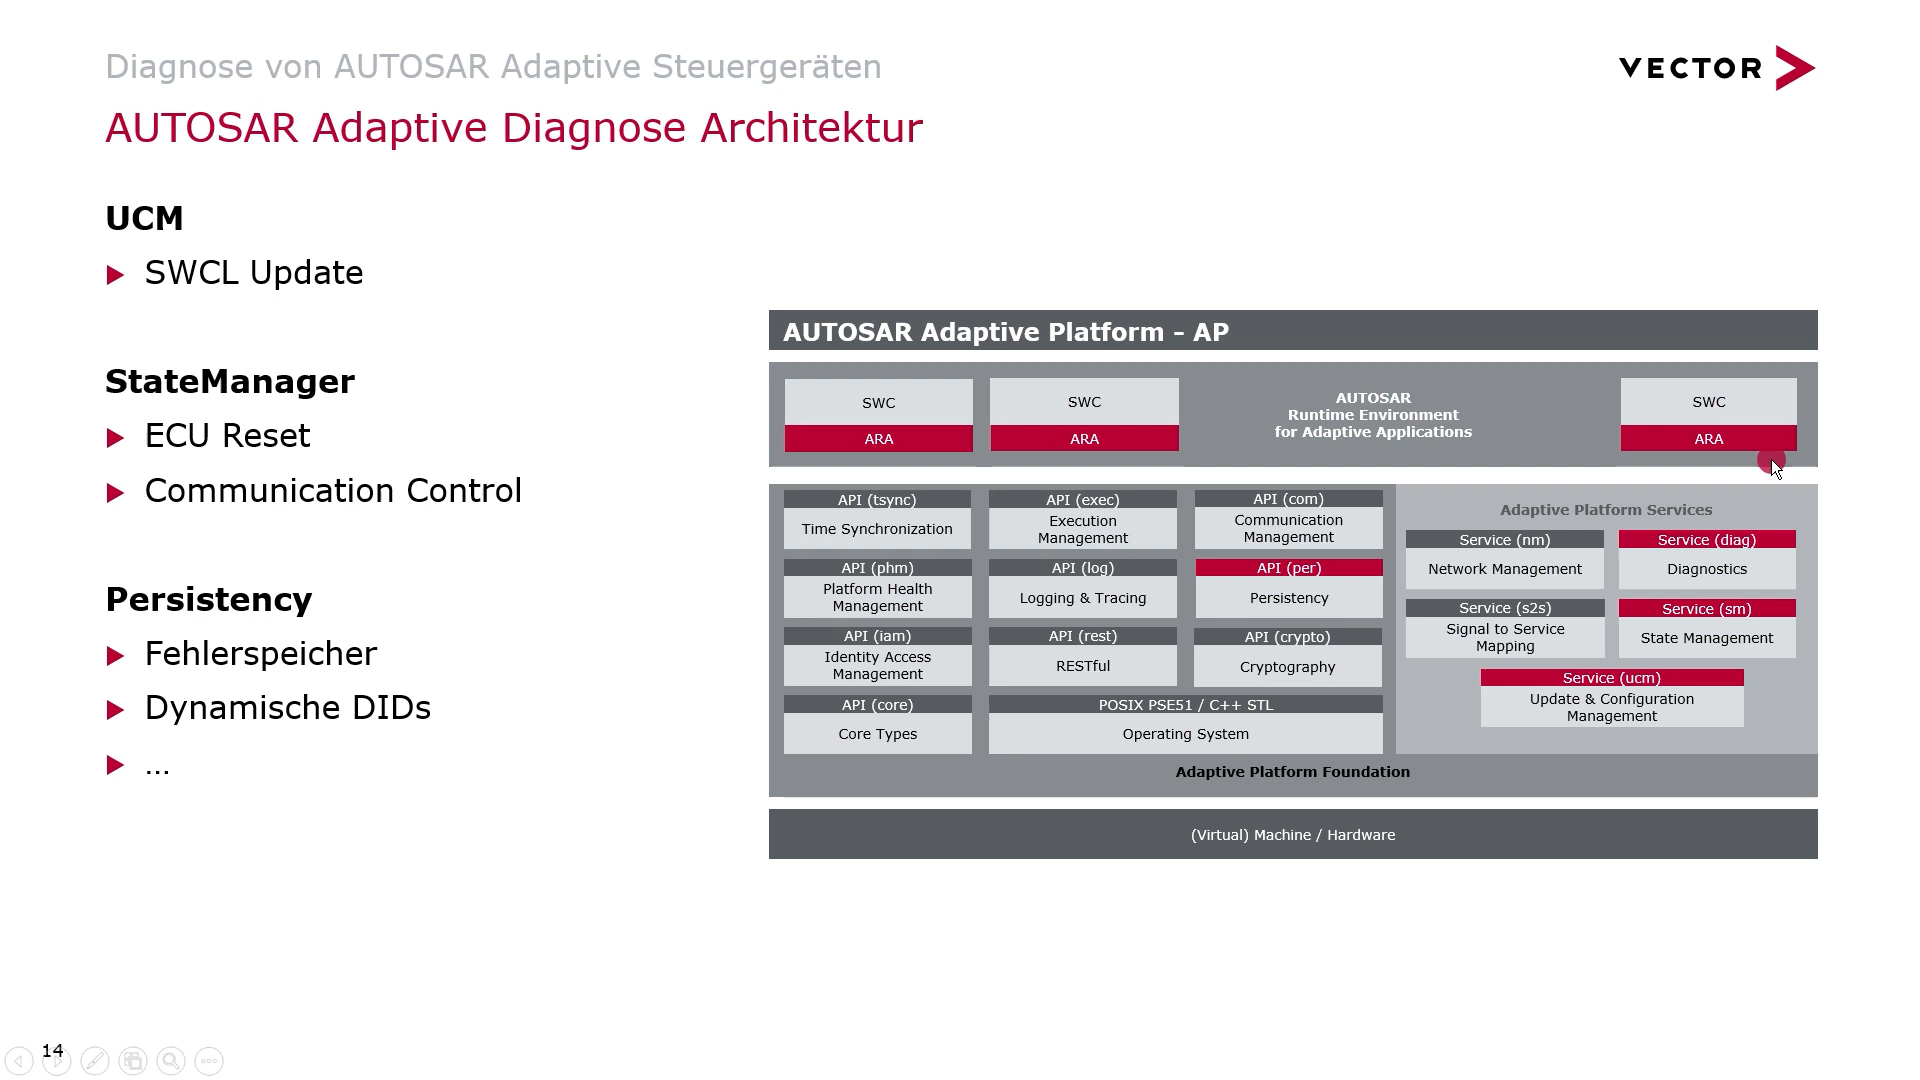 Diagnose von AUTOSAR Adaptive Steuergeräten
VECTOR
AUTOSAR Adaptive Diagnose Architektur
UCM
SWCL Update
StateManager
ECU Reset
Communication Control
Persistency
Fehlerspeicher
Dynamische DIDs
...
AUTOSAR Adaptive Platform – AP
SWC
ARA
SWC
ARA
AUTOSAR
Runtime Environment
for Adaptive Applications
SWC
ARA
API (tsync)
Time Synchronization
API (exec)
Execution
Management
API (com)
Communication
Management
API (phm)
Platform Health
Management
API (log)
Logging & Tracing
API (per)
Persistency
API (iam)
Identity Access
Management
API (rest)
RESTful
API (crypto)
Cryptography
API (core)
Core Types
POSIX PSE51 / C++ STL
Operating System
Adaptive Platform Services
Service (nm)
Network Management
Service (diag)
Diagnostics
Service (s2s)
Signal to Service
Mapping
Service (sm)
State Management
Service (ucm)
Update & Configuration
Management
Adaptive Platform Foundation
(Virtual) Machine / Hardware
14